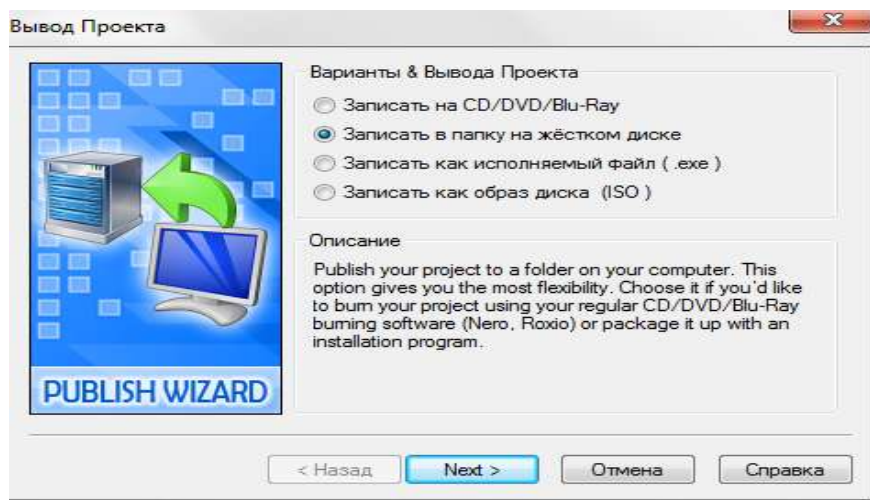 Вывод Проекта
Варианты & Вывода Проекта
Записать на CD/DVD/Blu-Ray
Записать в папку на жёстком диске
Записать как исполняемый файл ( .exe )
Записать как образ диска (ISO )
Описание
Publish your project to a folder on your computer. This
option gives you the most flexibility. Choose it if you'd like
to burn your project using your regular CD/DVD/Blu-Ray
burning software (Nero, Roxio) or package it up with an
installation program.
PUBLISH WIZARD
< Назад
Next >
Отмена
Справка